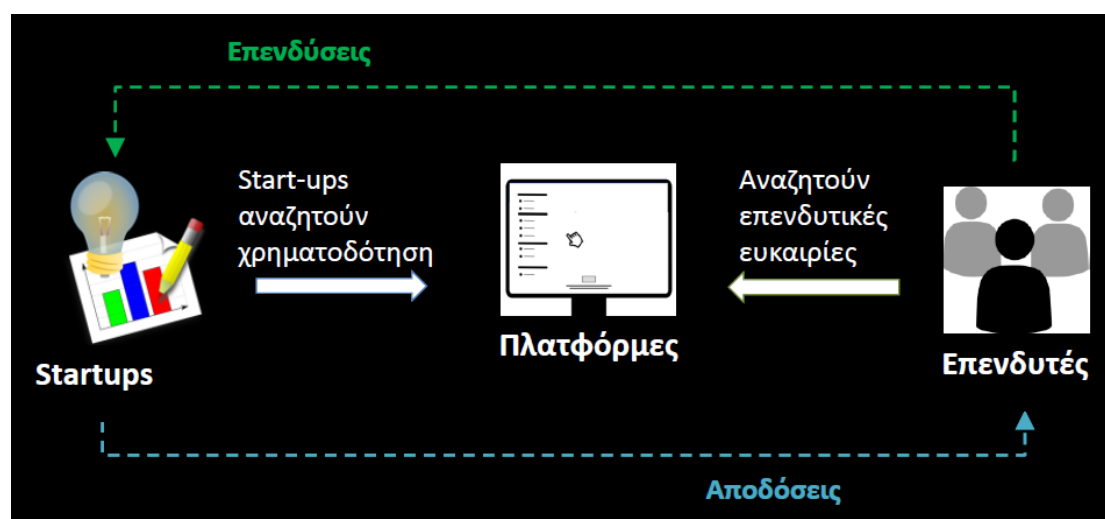 Επενδύσεις
Start-ups
αναζητούν
χρηματοδότηση
Αναζητούν
επενδυτικές
ευκαιρίες
Πλατφόρμες
Startups
Επενδυτές
Αποδόσεις